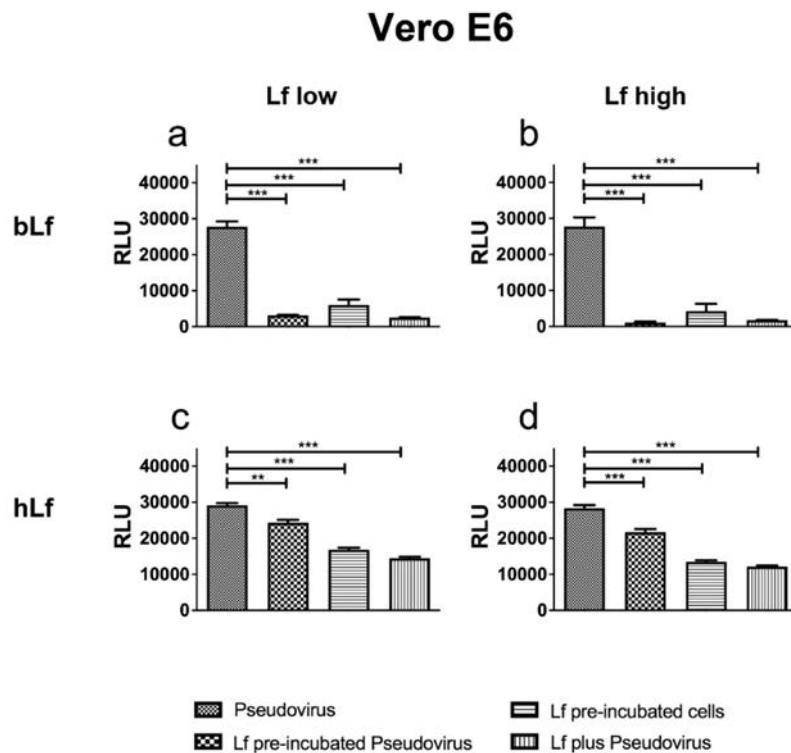 Vero E6
Lf low Lf high
a b
bLf
***
***
***
40000
30000
20000
10000
0
RLU
***
***
***
40000
30000
20000
10000
0
RLU
c d
hLf
***
***
**
40000
30000
20000
10000
0
RLU
***
***
***
40000
30000
20000
10000
0
RLU
Pseudovirus
Lf pre-incubated Pseudovirus
Lf pre-incubated cells
Lf plus Pseudovirus